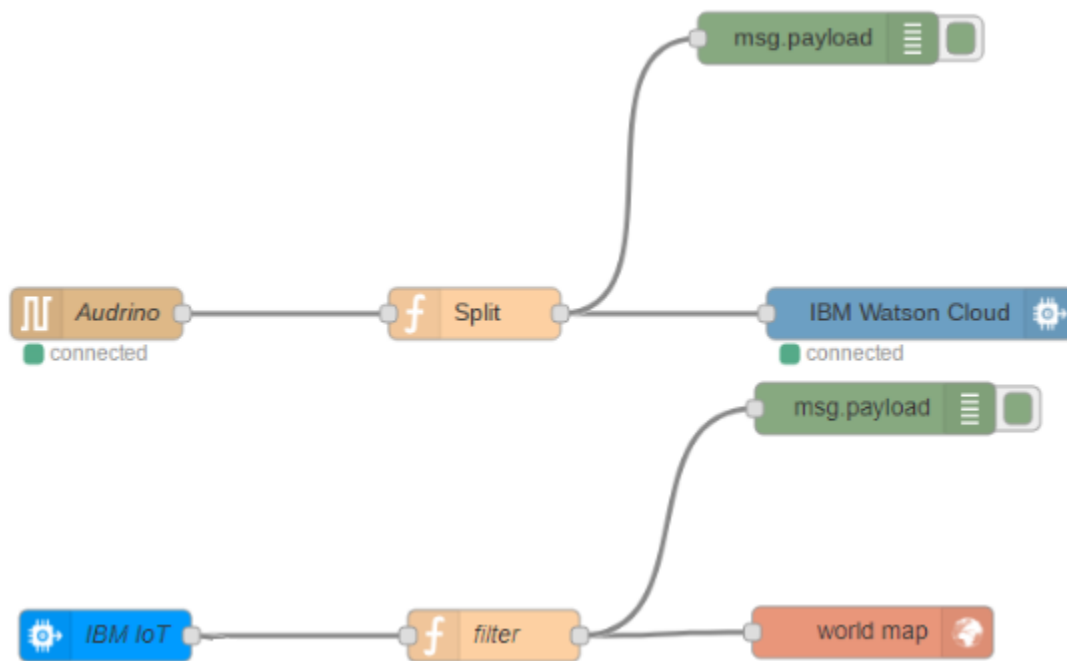 msg.payload
Audrino
Split
IBM Watson Cloud
connected
connected
msg.payload
IBM IoT
filter
world map